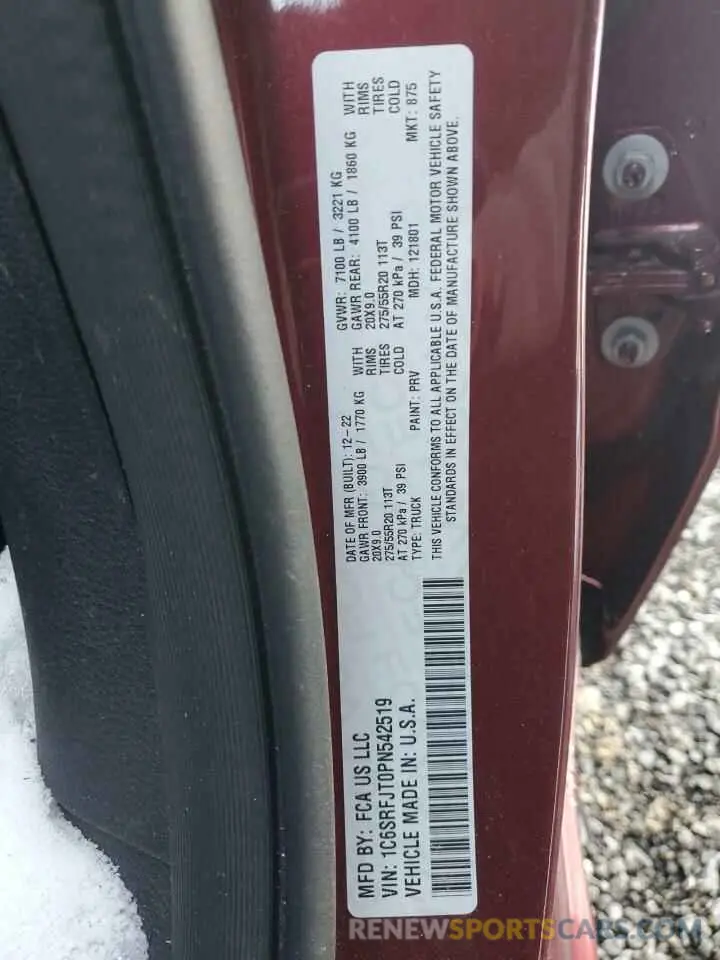 MFD BY: FCA US LLC
VIN: 1C6SRFJT0PN542519
VEHICLE MADE IN: U.S.A.
DATE OF MFR (BUILT): 12-22
GAWR FRONT: 3900 LB / 1770 KG WITH
20X9.0 RIMS
275/55R20 113T TIRES
AT 270 kPa / 39 PSI COLD
TYPE: TRUCK PAINT: PRV
GVWR: 7100 LB / 3221 KG
GAWR REAR: 4100 LB / 1860 KG WITH
20X9.0 RIMS
275/55R20 113T TIRES
AT 270 kPa / 39 PSI COLD
MDH: 121801 MKT: 875
THIS VEHICLE CONFORMS TO ALL APPLICABLE U.S.A. FEDERAL MOTOR VEHICLE SAFETY
STANDARDS IN EFFECT ON THE DATE OF MANUFACTURE SHOWN ABOVE.
RENEWSPORTSCARS.COM